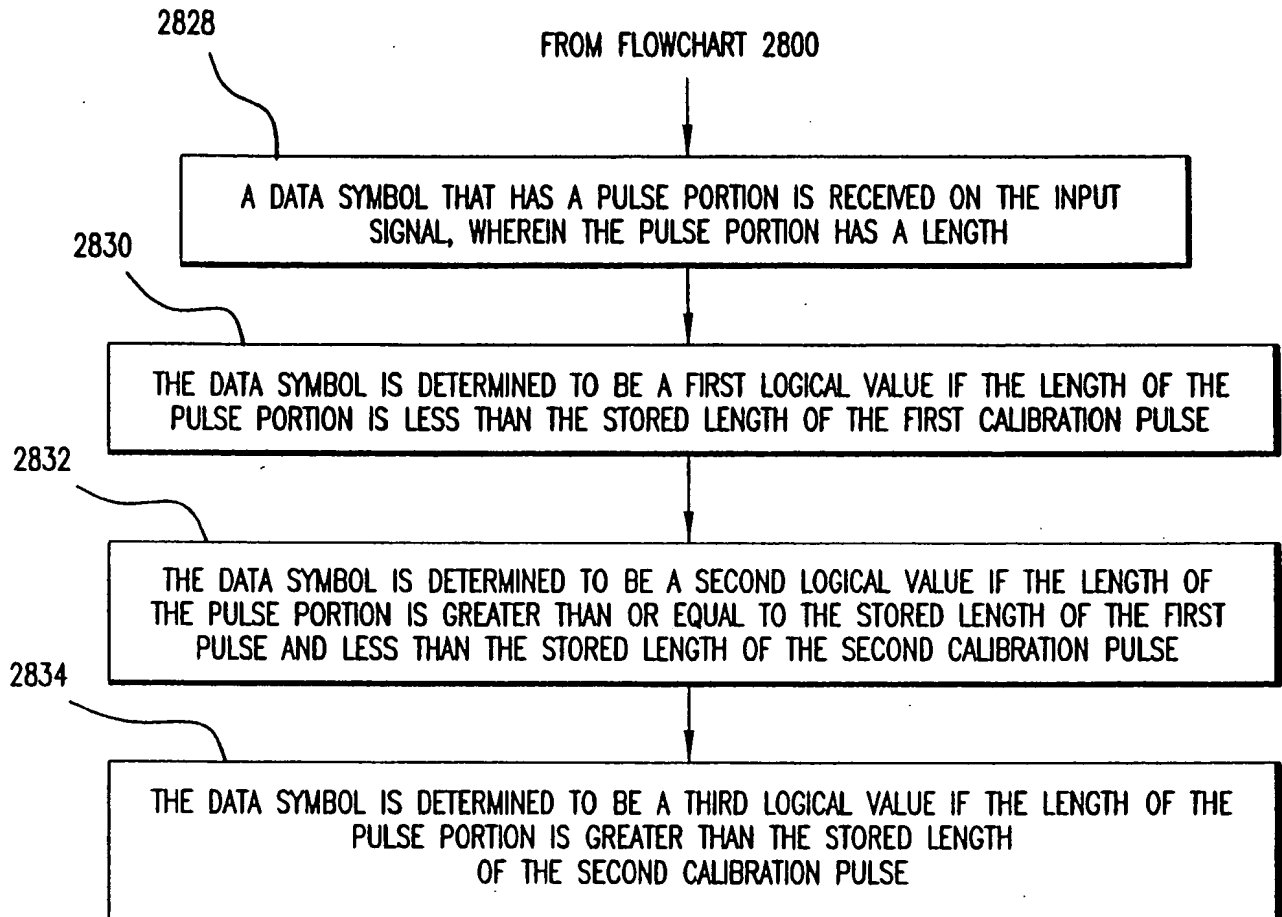 2828
FROM FLOWCHART 2800
A DATA SYMBOL THAT HAS A PULSE PORTION IS RECEIVED ON THE INPUT
SIGNAL, WHEREIN THE PULSE PORTION HAS A LENGTH
2830
THE DATA SYMBOL IS DETERMINED TO BE A FIRST LOGICAL VALUE IF THE LENGTH OF THE
PULSE PORTION IS LESS THAN THE STORED LENGTH OF THE FIRST CALIBRATION PULSE
2832
THE DATA SYMBOL IS DETERMINED TO BE A SECOND LOGICAL VALUE IF THE LENGTH OF
THE PULSE PORTION IS GREATER THAN OR EQUAL TO THE STORED LENGTH OF THE FIRST
PULSE AND LESS THAN THE STORED LENGTH OF THE SECOND CALIBRATION PULSE
2834
THE DATA SYMBOL IS DETERMINED TO BE A THIRD LOGICAL VALUE IF THE LENGTH OF THE
PULSE PORTION IS GREATER THAN THE STORED LENGTH
OF THE SECOND CALIBRATION PULSE